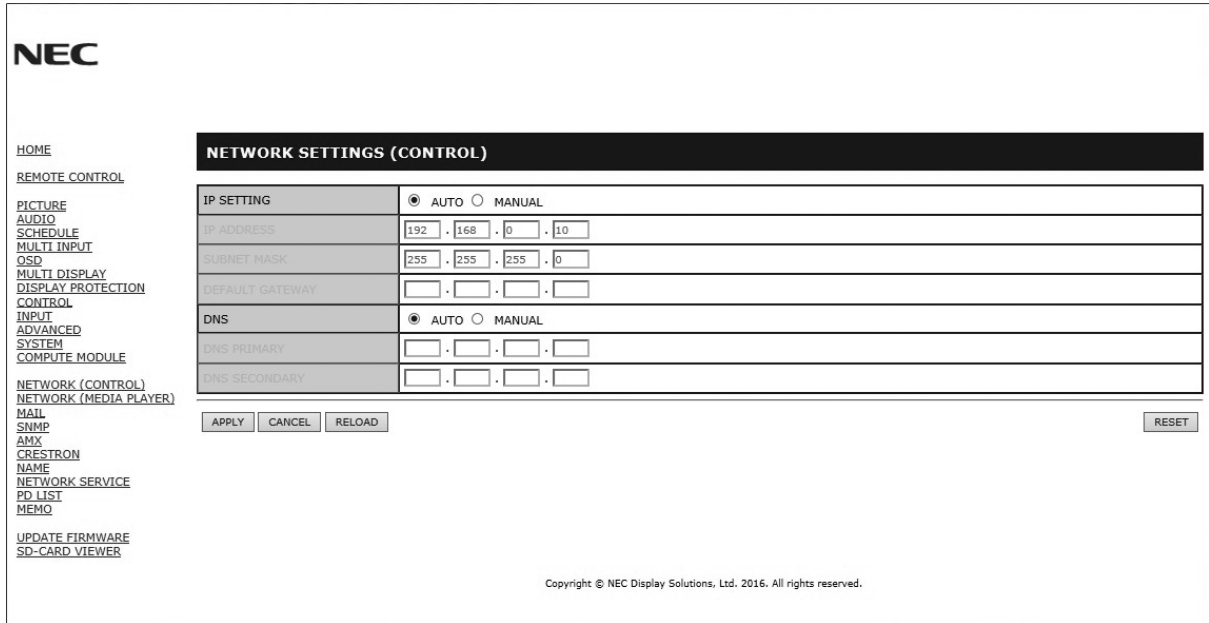 NEC
HOME
REMOTE CONTROL
PICTURE
AUDIO
SCHEDULE
MULTI INPUT
OSD
MULTI DISPLAY
DISPLAY PROTECTION
CONTROL
INPUT
ADVANCED
SYSTEM
COMPUTE MODULE
NETWORK (CONTROL)
NETWORK (MEDIA PLAYER)
MAIL
SNMP
AMX
CRESTRON
NAME
NETWORK SERVICE
PD LIST
MEMO
UPDATE FIRMWARE
SD-CARD VIEWER
NETWORK SETTINGS (CONTROL)
IP SETTING AUTO MANUAL
IP ADDRESS 192 . 168 . 0 . 10
SUBNET MASK 255 . 255 . 255 . 0
DEFAULT GATEWAY . . .
DNS AUTO MANUAL
DNS PRIMARY . . .
DNS SECONDARY . . .
APPLY CANCEL RELOAD RESET
Copyright © NEC Display Solutions, Ltd. 2016. All rights reserved.